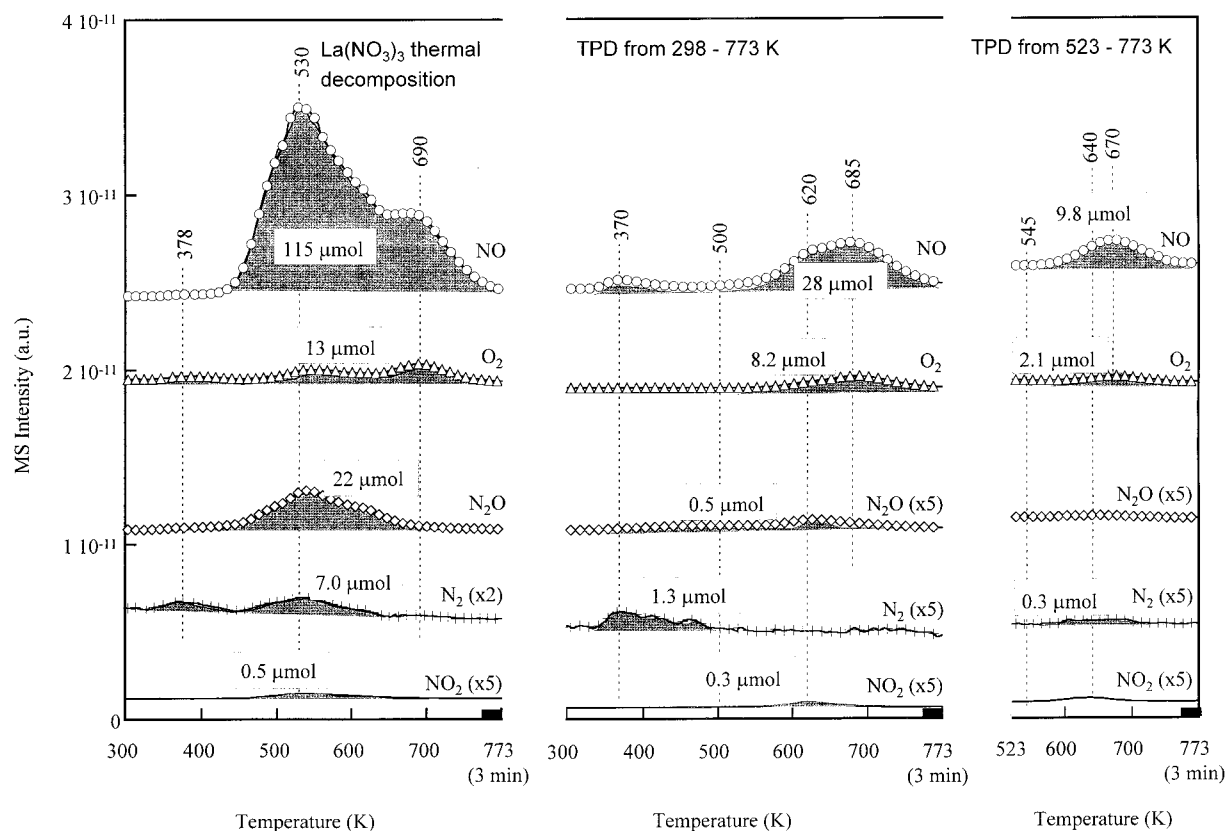 4 10-11
3 10-11
2 10-11
1 10-11
0
MS Intensity (a.u.)
La(NO3)3 thermal
decomposition
530
690
378
115 μmol
NO
13 μmol
O2
22 μmol
N2O
7.0 μmol
N2 (x2)
0.5 μmol
NO2 (x5)
300
400
500
600
700
773
(3 min)
Temperature (K)
TPD from 298 - 773 K
370
500
620
685
NO
28 μmol
8.2 μmol
O2
0.5 μmol
N2O (x5)
1.3 μmol
N2 (x5)
0.3 μmol
NO2 (x5)
300
400
500
600
700
773
(3 min)
Temperature (K)
TPD from 523 - 773 K
545
640
670
9.8 μmol
NO
2.1 μmol
O2
N2O (x5)
0.3 μmol
N2 (x5)
NO2 (x5)
523
600
700
773
(3 min)
Temperature (K)